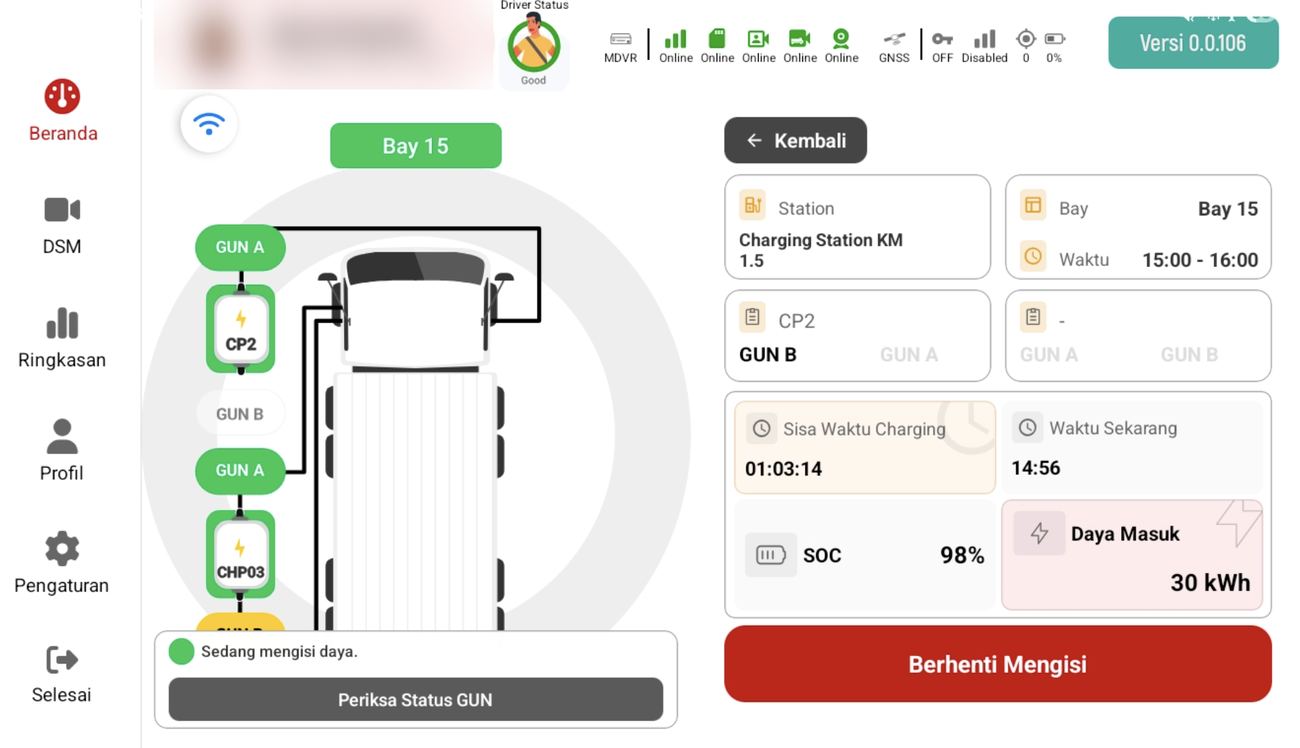 Driver Status
Good
MDVR
Online
Online
Online
Online
Online
GNSS
OFF
Disabled
0
0%
Versi 0.0.106
Beranda
DSM
Ringkasan
Profil
Pengaturan
Selesai
Bay 15
GUN A
CP2
GUN B
GUN A
CHP03
Sedang mengisi daya.
Periksa Status GUN
Kembali
Station
Charging Station KM
1.5
Bay Bay 15
Waktu 15:00 - 16:00
CP2
GUN B GUN A
-
GUN A GUN B
Sisa Waktu Charging
01:03:14
Waktu Sekarang
14:56
SOC 98%
Daya Masuk
30 kWh
Berhenti Mengisi